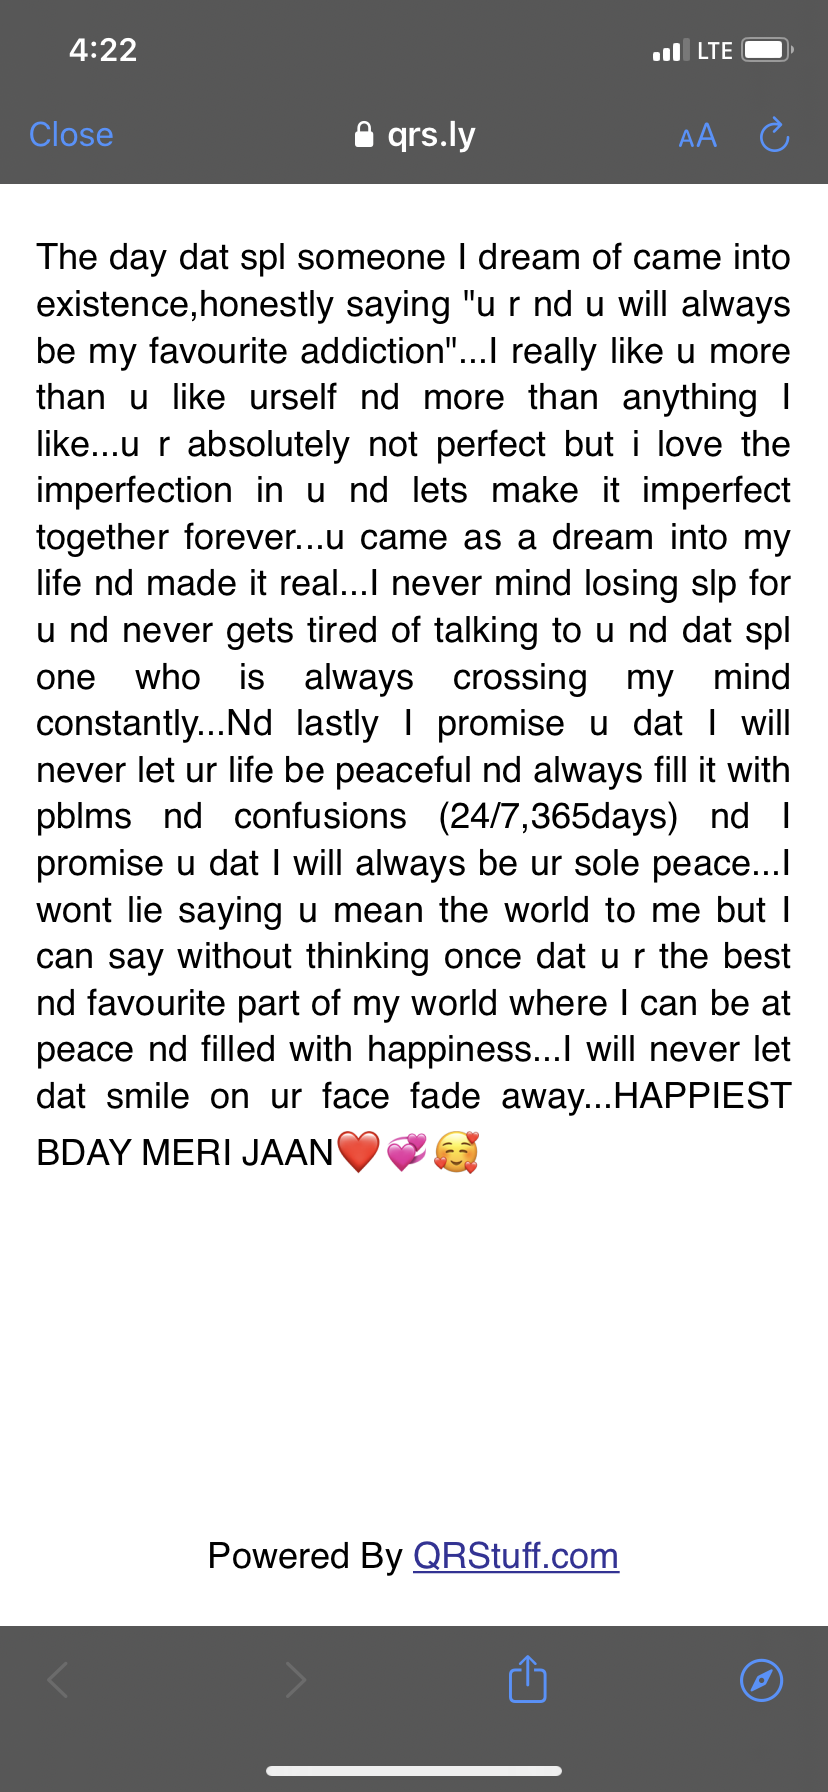 4:22
LTE
Close
qrs.ly
AA
The day dat spl someone I dream of came into
existence,honestly saying "u r nd u will always
be my favourite addiction"...I really like u more
than u like urself nd more than anything I
like...u r absolutely not perfect but i love the
imperfection in u nd lets make it imperfect
together forever...u came as a dream into my
life nd made it real...I never mind losing slp for
u nd never gets tired of talking to u nd dat spl
one who is always crossing my mind
constantly...Nd lastly I promise u dat I will
never let ur life be peaceful nd always fill it with
pblms nd confusions (24/7,365days) nd I
promise u dat I will always be ur sole peace...I
wont lie saying u mean the world to me but I
can say without thinking once dat u r the best
nd favourite part of my world where I can be at
peace nd filled with happiness...I will never let
dat smile on ur face fade away...HAPPIEST
BDAY MERI JAAN❤️💞🥰
Powered By QRStuff.com